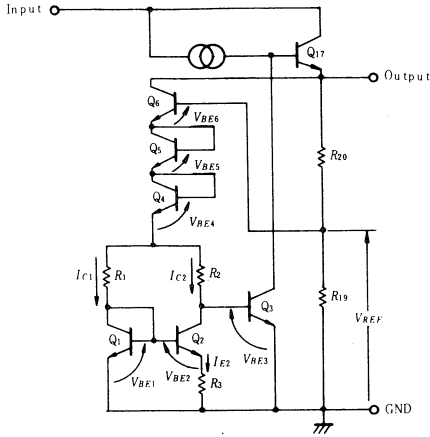 Input
Q17
Output
Q6
VBE6
Q5
VBE5
R20
Q4
VBE4
IC1
R1
IC2
R2
Q3
R19
VREF
Q1
Q2
IE2
VBE3
VBE1
VBE2
R3
GND